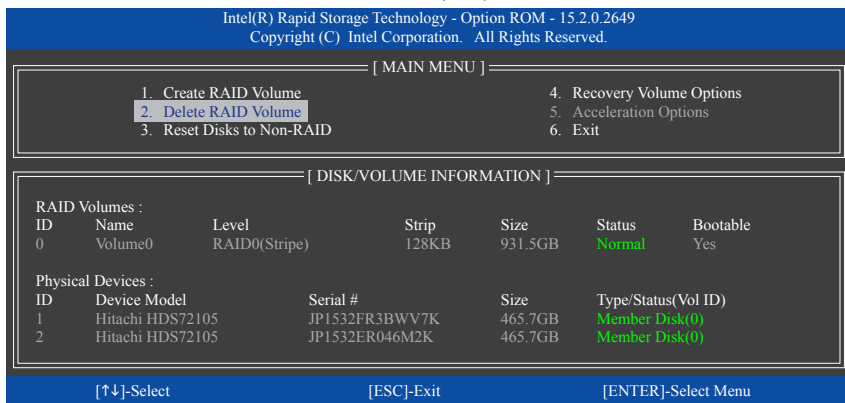 Intel(R) Rapid Storage Technology - Option ROM - 15.2.0.2649
Copyright (C) Intel Corporation. All Rights Reserved.
[ MAIN MENU ]
1. Create RAID Volume
2. Delete RAID Volume
3. Reset Disks to Non-RAID
4. Recovery Volume Options
5. Acceleration Options
6. Exit
[ DISK/VOLUME INFORMATION ]
RAID Volumes :
ID Name Level Strip Size Status Bootable
0 Volume0 RAID0(Stripe) 128KB 931.5GB Normal Yes
Physical Devices :
ID Device Model Serial # Size Type/Status(Vol ID)
1 Hitachi HDS72105 JP1532FR3BWV7K 465.7GB Member Disk(0)
2 Hitachi HDS72105 JP1532ER046M2K 465.7GB Member Disk(0)
[↑↓]-Select [ESC]-Exit [ENTER]-Select Menu